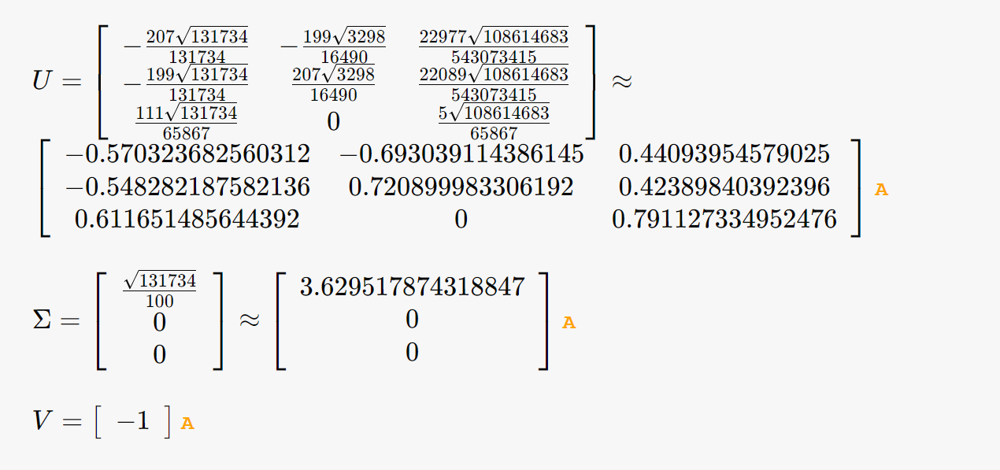 U = [ −207√131734/131734 −199√3298/16490 22977√108614683/543073415
−199√131734/131734 207√3298/16490 22089√108614683/543073415
111√131734/65867 0 5√108614683/65867 ] ≈
[ −0.570323682560312 −0.693039114386145 0.44093954579025
−0.548282187582136 0.720899983306192 0.42389840392396
0.611651485644392 0 0.791127334952476 ] A
Σ = [ √131734/100 0 0 ] ≈ [ 3.629517874318847 0 0 ] A
V = [ −1 ] A